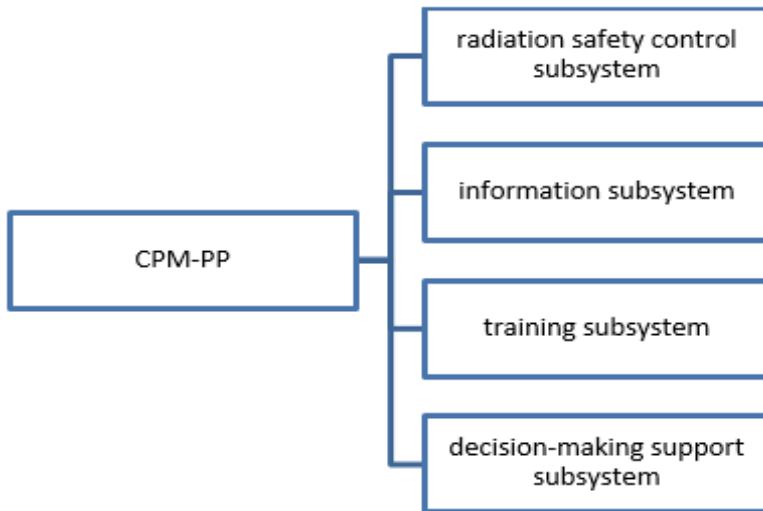 radiation safety control
subsystem
information subsystem
CPM-PP
training subsystem
decision-making support
subsystem